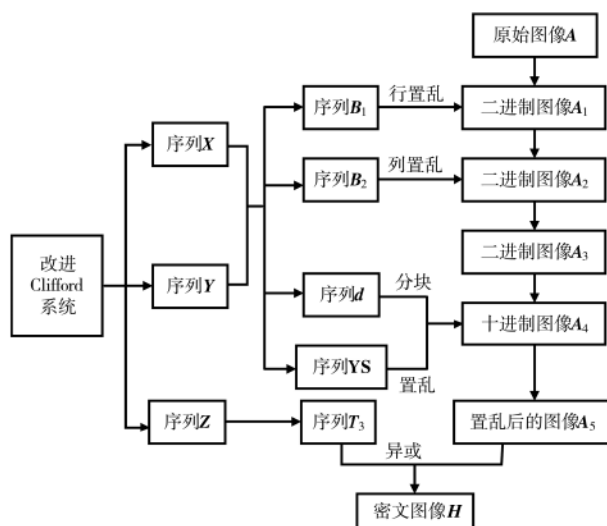 原始图像A
序列B1
行置乱
二进制图像A1
序列X
序列B2
列置乱
二进制图像A2
改进
Clifford
系统
序列Y
二进制图像A3
序列d
分块
十进制图像A4
序列YS
置乱
序列Z
序列T3
置乱后的图像A5
异或
密文图像H